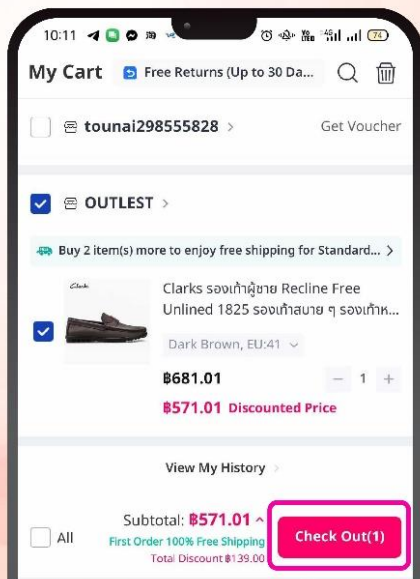 10:11
74
My Cart Free Returns (Up to 30 Da...
tounai298555828 > Get Voucher
OUTLEST >
Buy 2 item(s) more to enjoy free shipping for Standard... >
Clarks
Clarks รองเท้าผู้ชาย Recline Free
Unlined 1825 รองเท้าสบาย ๆ รองเท้าห...
Dark Brown, EU:41
฿681.01 - 1 +
฿571.01 Discounted Price
View My History >
Subtotal: ฿571.01
All First Order 100% Free Shipping
Total Discount ฿139.00
Check Out(1)